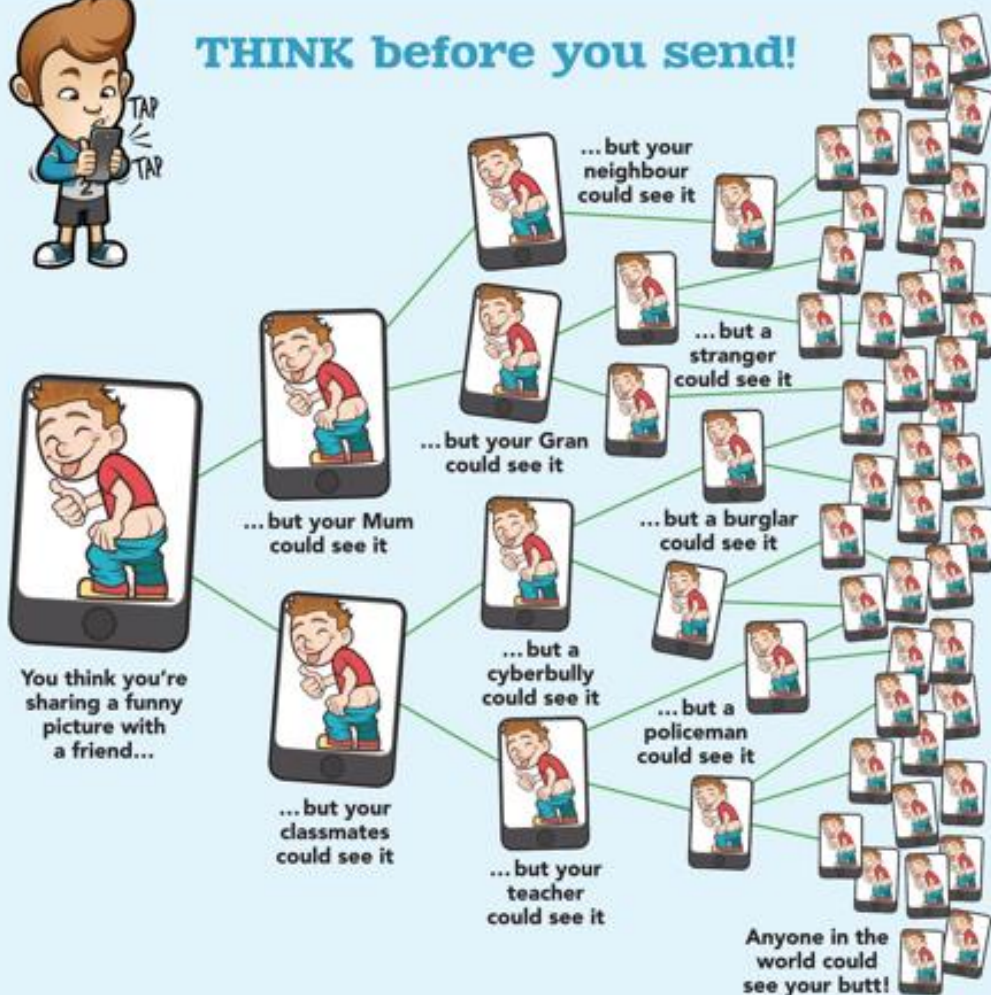 THINK before you send!
TAP
TAP
2
You think you're
sharing a funny
picture with
a friend...
...but your Mum
could see it
...but your
classmates
could see it
...but your
neighbour
could see it
...but your Gran
could see it
...but a
cyberbully
could see it
...but your
teacher
could see it
...but a
stranger
could see it
...but a burglar
could see it
...but a
policeman
could see it
Anyone in the
world could
see your butt!